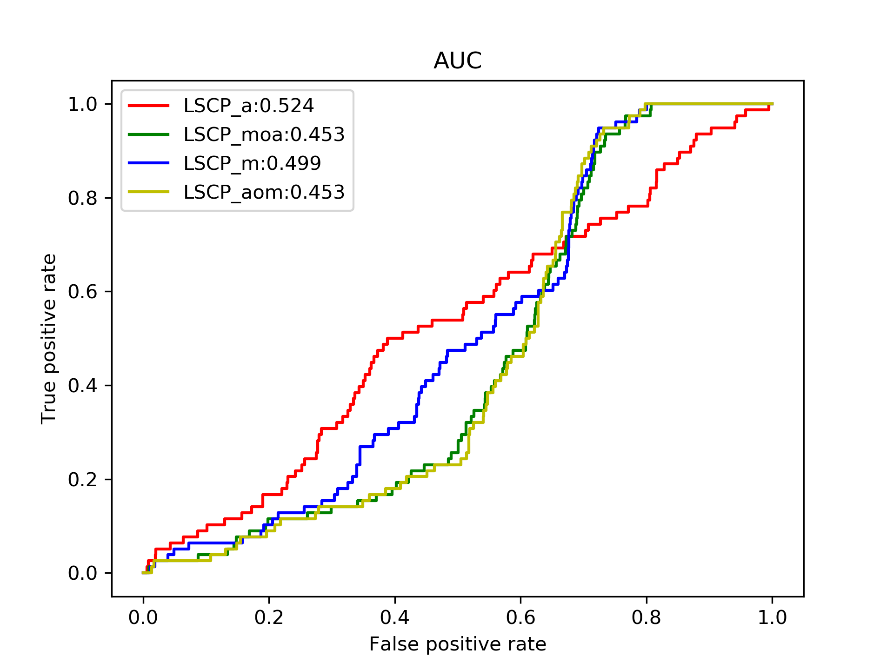 AUC
LSCP_a:0.524
LSCP_moa:0.453
LSCP_m:0.499
LSCP_aom:0.453
True positive rate
1.0
0.8
0.6
0.4
0.2
0.0
0.0 0.2 0.4 0.6 0.8 1.0
False positive rate